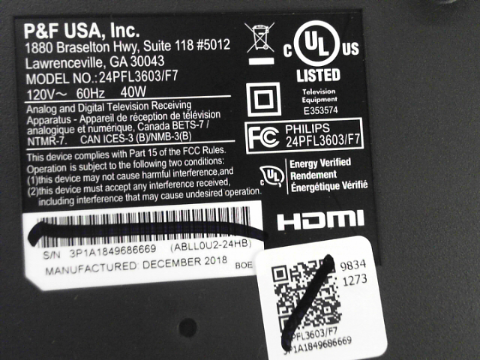 P&F USA, Inc.
1880 Braselton Hwy, Suite 118 #5012
Lawrenceville, GA 30043
MODEL NO.: 24PFL3603/F7
120V~ 60Hz 40W
Analog and Digital Television Receiving
Apparatus - Appareil de réception de télévision
analogique et numérique, Canada BETS-7 /
NTMR-7. CAN ICES-3 (B)/NMB-3(B)
This device complies with Part 15 of the FCC Rules.
Operation is subject to the following two conditions:
(1)this device may not cause harmful interference,and
(2)this device must accept any interference received,
including interference that may cause undesired operation.
S/N 3P1A1849686669 (ABLL0U2-24HB)
MANUFACTURED: DECEMBER 2018 BOE
C UL US
LISTED
Television
Equipment
E353574
FC PHILIPS
24PFL3603/F7
UL Energy Verified
Rendement
Énergétique Vérifié
HDMI
9834
1273
PFL3603/F7
3P1A1849686669